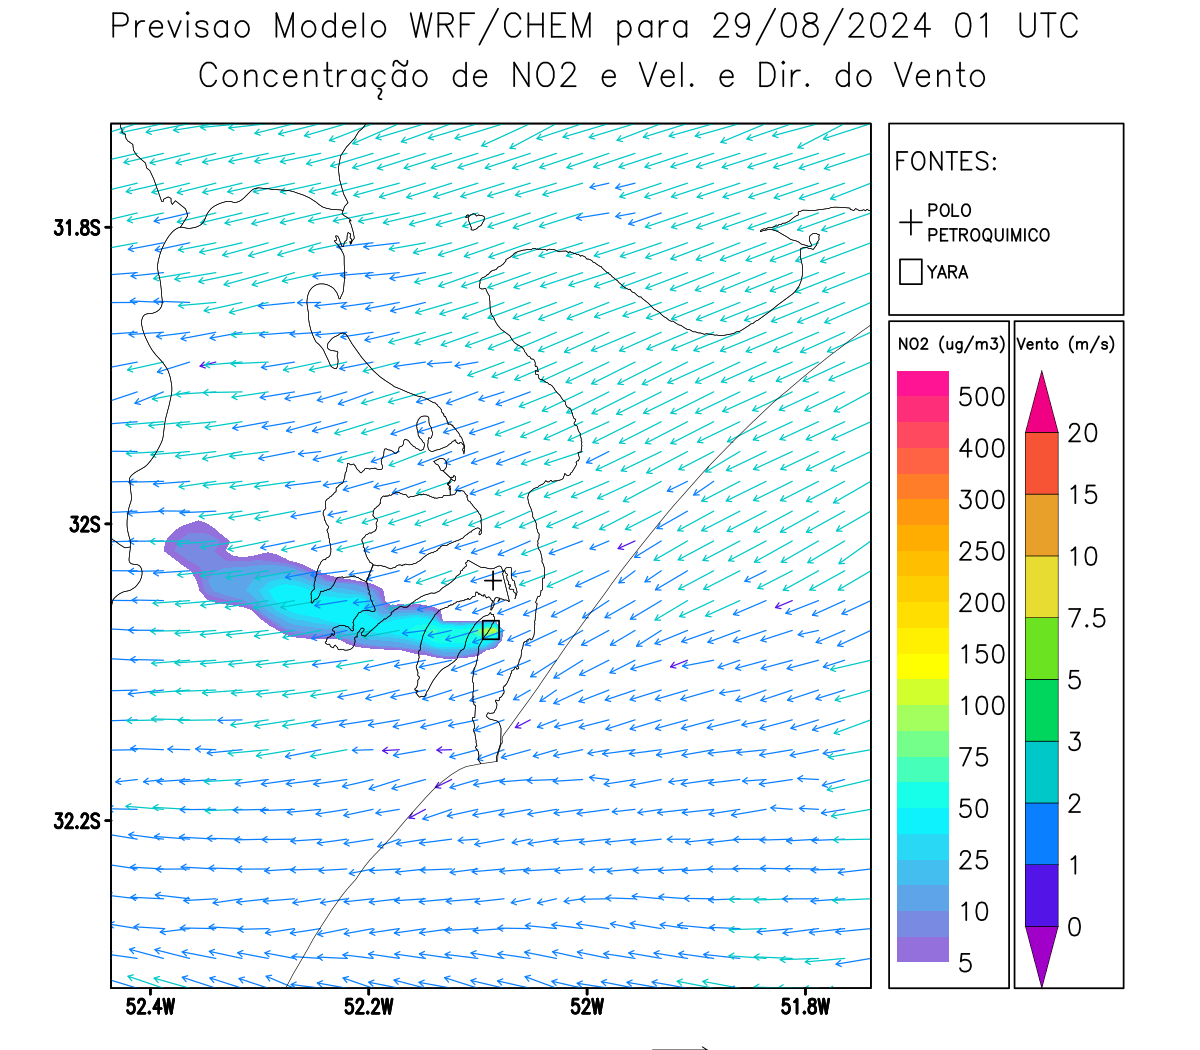 Previsao Modelo WRF/CHEM para 29/08/2024 01 UTC
Concentração de NO2 e Vel. e Dir. do Vento
FONTES:
POLO
PETROQUIMICO
YARA
NO2 (ug/m3)
500
400
300
250
200
150
100
75
50
25
10
5
Vento (m/s)
20
15
10
7.5
5
3
2
1
0
31.8S
32S
32.2S
52.4W
52.2W
52W
51.8W